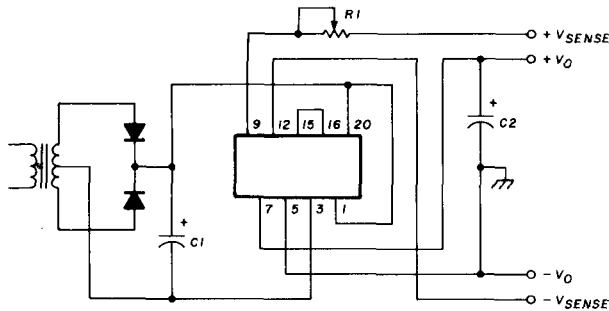 R1
+ VSENSE
+ VO
+
C2
9 12 15 16 20
7 5 3 1
+
C1
- VO
- VSENSE